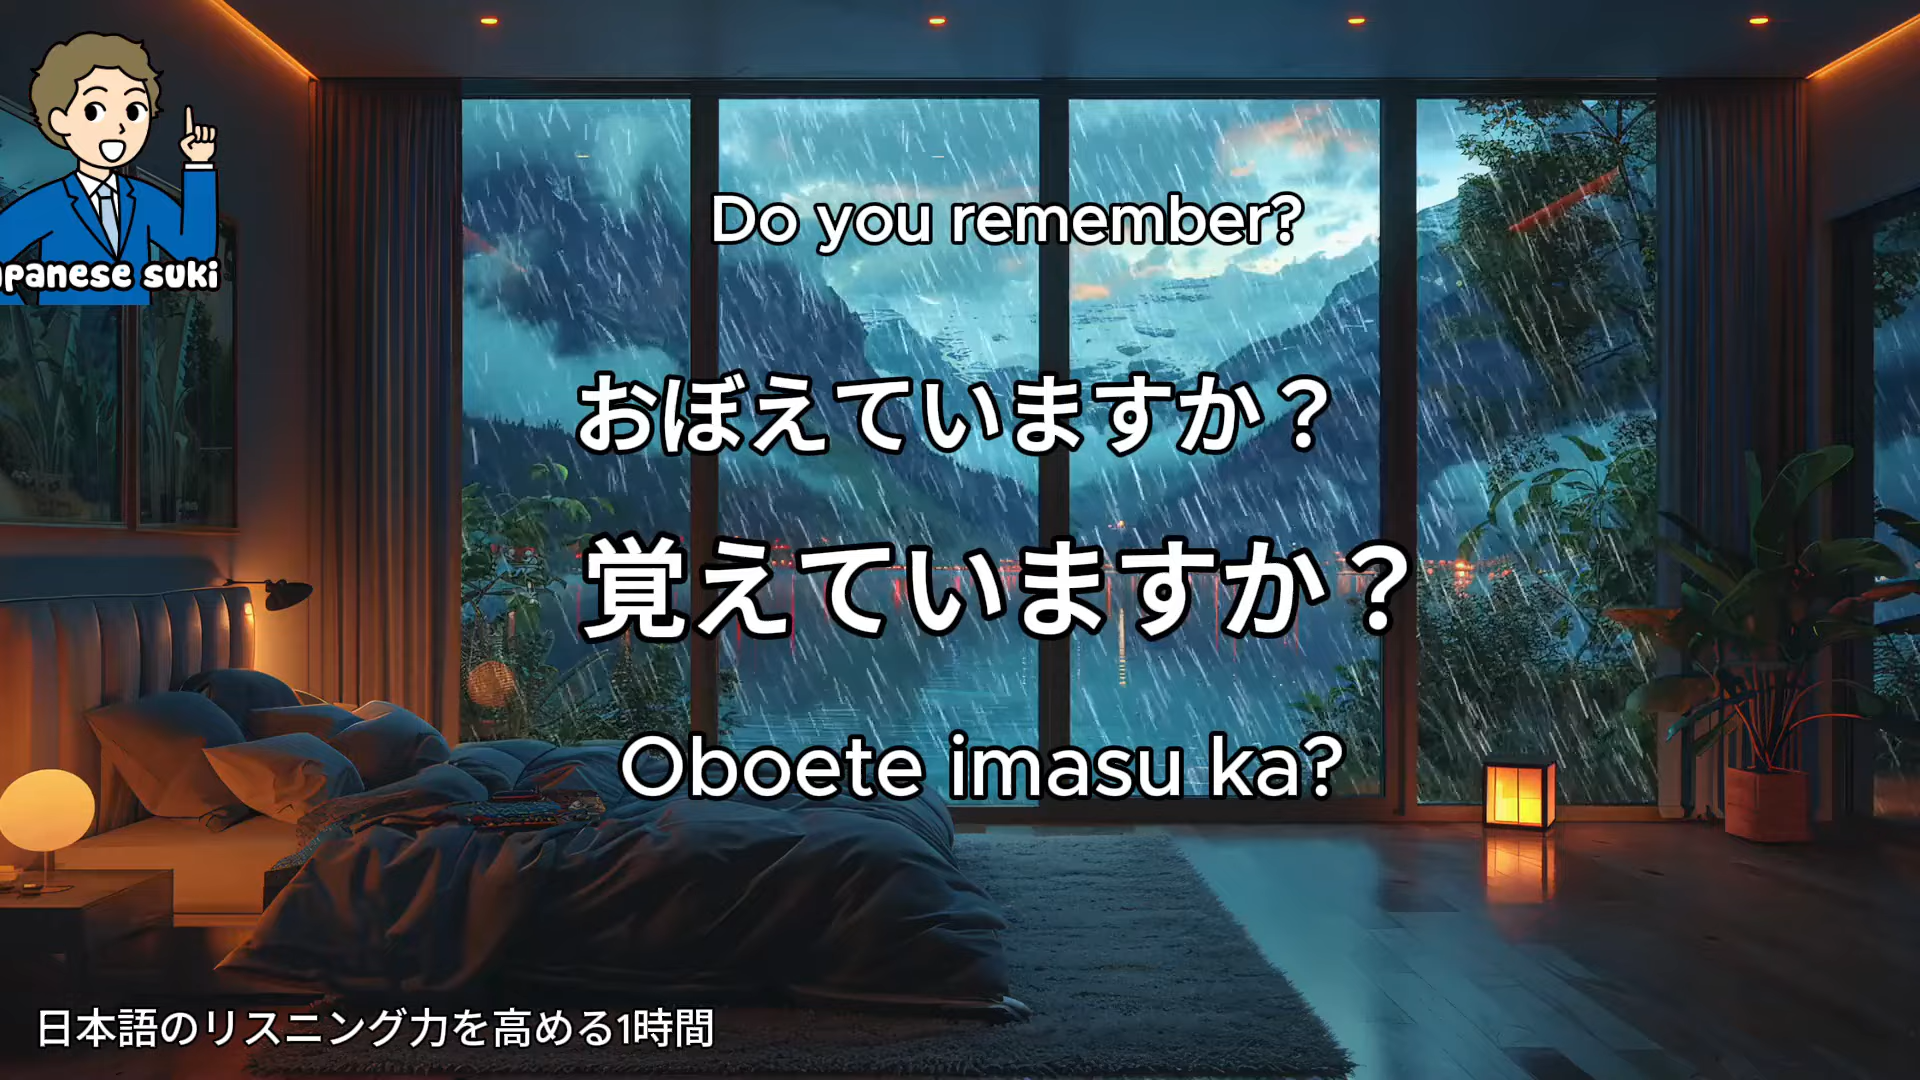 Do you remember?
おぼえていますか？
覚えていますか？
Oboete imasu ka?
panese suki
日本語のリスニング力を高める1時間